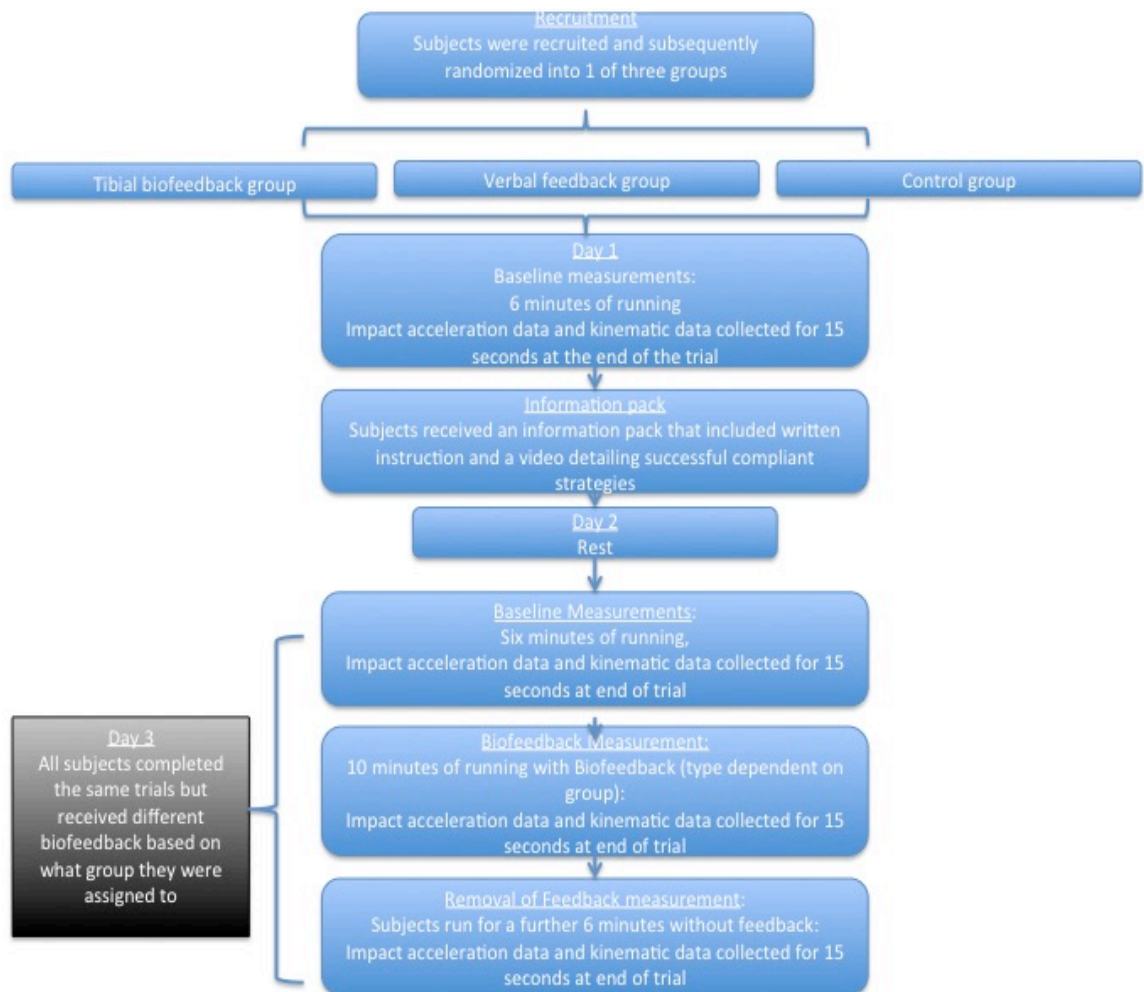 Recruitment
Subjects were recruited and subsequently
randomized into 1 of three groups
Tibial biofeedback group
Verbal feedback group
Control group
Day 1
Baseline measurements:
6 minutes of running
Impact acceleration data and kinematic data collected for 15
seconds at the end of the trial
Information pack
Subjects received an information pack that included written
instruction and a video detailing successful compliant
strategies
Day 2
Rest
Baseline Measurements:
Six minutes of running,
Impact acceleration data and kinematic data collected for 15
seconds at end of trial
Day 3
All subjects completed
the same trials but
received different
biofeedback based on
what group they were
assigned to
Biofeedback Measurement:
10 minutes of running with Biofeedback (type dependent on
group):
Impact acceleration data and kinematic data collected for 15
seconds at end of trial
Removal of Feedback measurement:
Subjects run for a further 6 minutes without feedback:
Impact acceleration data and kinematic data collected for 15
seconds at end of trial